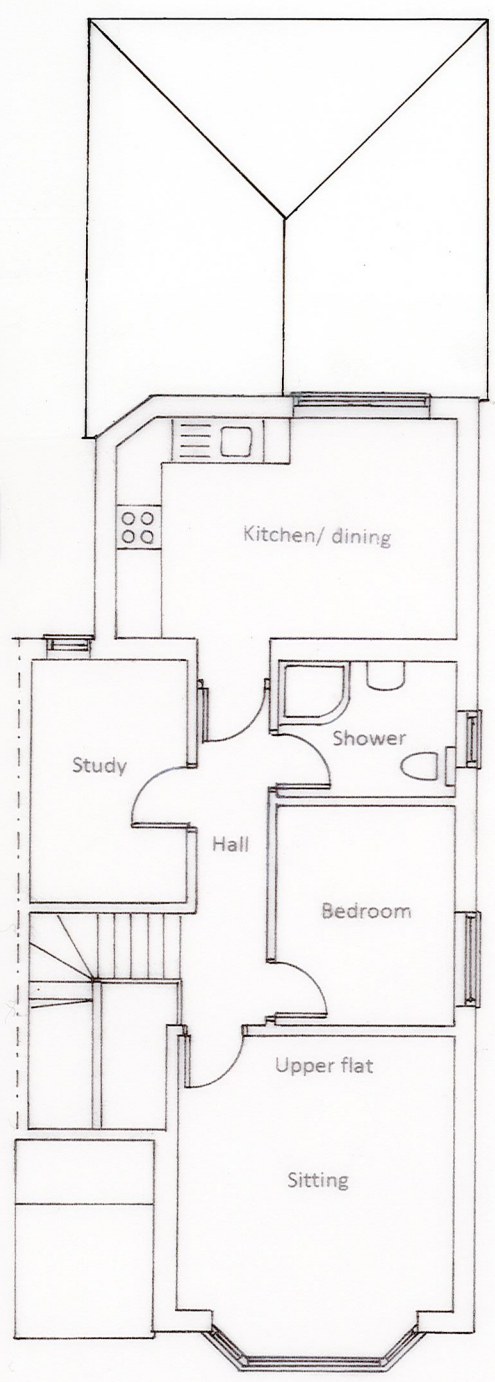 Kitchen/ dining
Shower
Study
Hall
Bedroom
Upper flat
Sitting